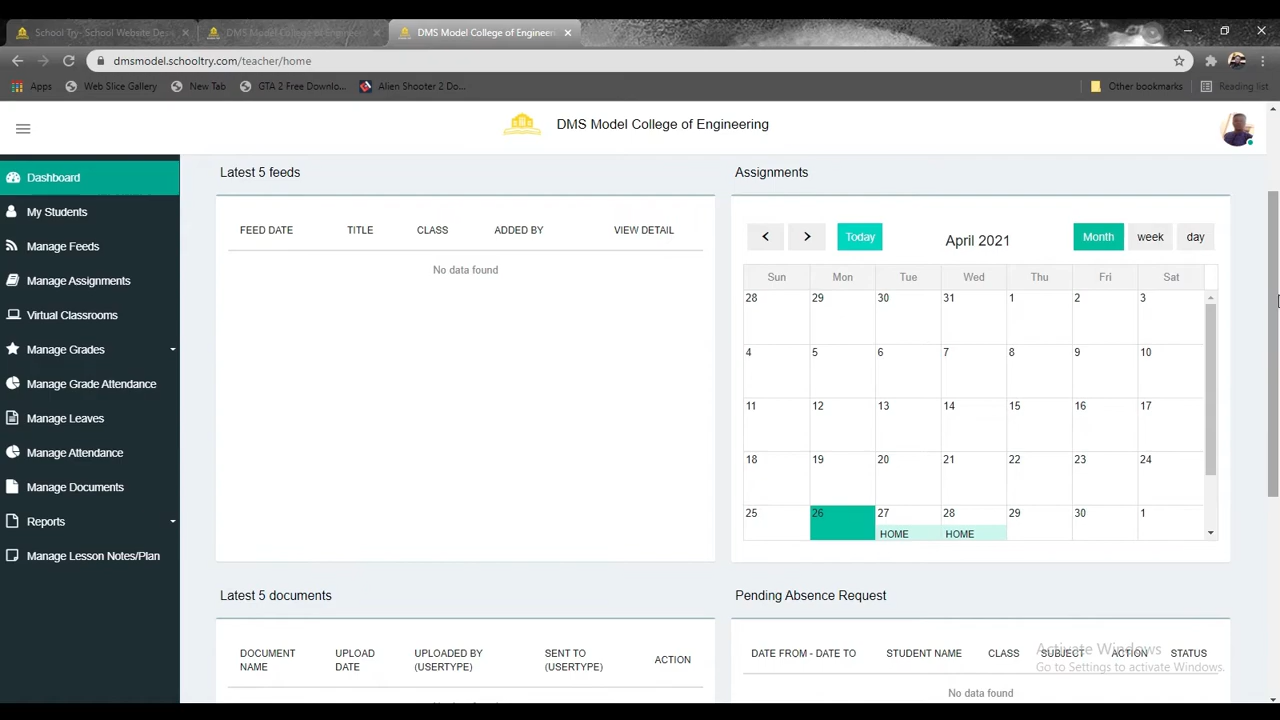 School Try- School Website Des
DMS Model College of Engineer
DMS Model College of Engineer
dmsmodel.schooltry.com/teacher/home
Apps
Web Slice Gallery
New Tab
GTA 2 Free Downlo...
Alien Shooter 2 Do...
Other bookmarks
Reading list
DMS Model College of Engineering
Dashboard
My Students
Manage Feeds
Manage Assignments
Virtual Classrooms
Manage Grades
Manage Grade Attendance
Manage Leaves
Manage Attendance
Manage Documents
Reports
Manage Lesson Notes/Plan
Latest 5 feeds
FEED DATE TITLE CLASS ADDED BY VIEW DETAIL
No data found
Assignments
Today
April 2021
Month week day
Sun Mon Tue Wed Thu Fri Sat
28 29 30 31 1 2 3
4 5 6 7 8 9 10
11 12 13 14 15 16 17
18 19 20 21 22 23 24
25 26 27 28 29 30 1
HOME HOME
Latest 5 documents
DOCUMENT NAME UPLOAD DATE UPLOADED BY (USERTYPE) SENT TO (USERTYPE) ACTION
Pending Absence Request
DATE FROM - DATE TO STUDENT NAME CLASS SUBJECT ACTION STATUS
No data found
Activate Windows
Go to Settings to activate Windows.